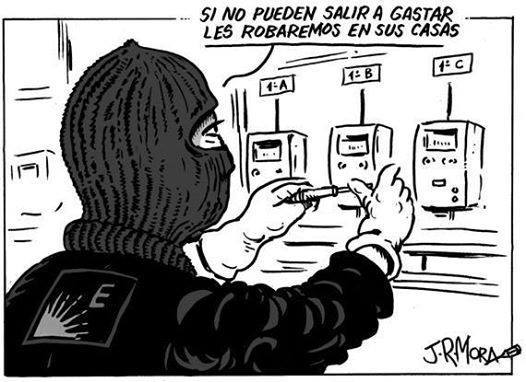 SI NO PUEDEN SALIR A GASTAR
LES ROBAREMOS EN SUS CASAS
1º A
1º B
1º C
E
J.R.MORA